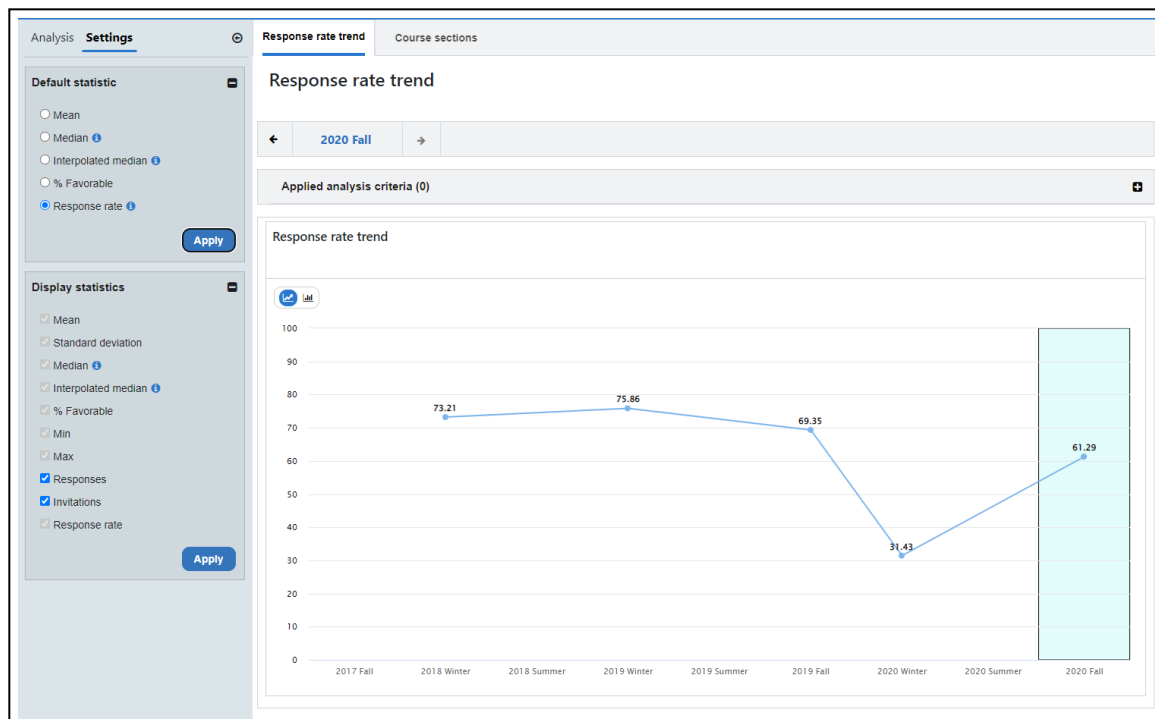 Analysis Settings
Default statistic
Mean
Median
Interpolated median
% Favorable
Response rate
Apply
Display statistics
Mean
Standard deviation
Median
Interpolated median
% Favorable
Min
Max
Responses
Invitations
Response rate
Apply
Response rate trend Course sections
Response rate trend
2020 Fall
Applied analysis criteria (0)
Response rate trend
100
90
80
70
60
50
40
30
20
10
0
73.21
75.86
69.35
31.43
61.29
2017 Fall 2018 Winter 2018 Summer 2019 Winter 2019 Summer 2019 Fall 2020 Winter 2020 Summer 2020 Fall